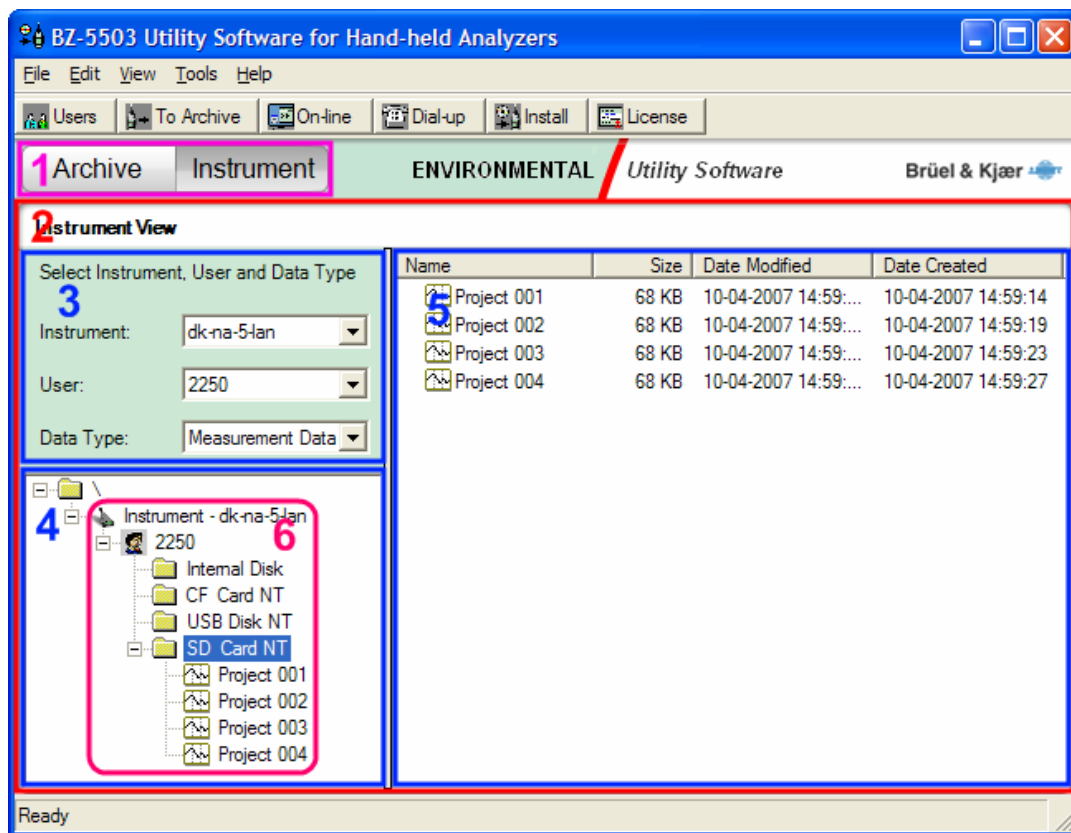 BZ-5503 Utility Software for Hand-held Analyzers
File Edit View Tools Help
Users To Archive On-line Dial-up Install License
1 Archive Instrument ENVIRONMENTAL Utility Software Brüel & Kjær
2
Instrument View
Select Instrument, User and Data Type
3
Instrument: dk-na-5-lan
User: 2250
Data Type: Measurement Data
4
\
Instrument - dk-na-5-lan
6
2250
Internal Disk
CF Card NT
USB Disk NT
SD Card NT
Project 001
Project 002
Project 003
Project 004
5
Name Size Date Modified Date Created
Project 001 68 KB 10-04-2007 14:59:... 10-04-2007 14:59:14
Project 002 68 KB 10-04-2007 14:59:... 10-04-2007 14:59:19
Project 003 68 KB 10-04-2007 14:59:... 10-04-2007 14:59:23
Project 004 68 KB 10-04-2007 14:59:... 10-04-2007 14:59:27
Ready